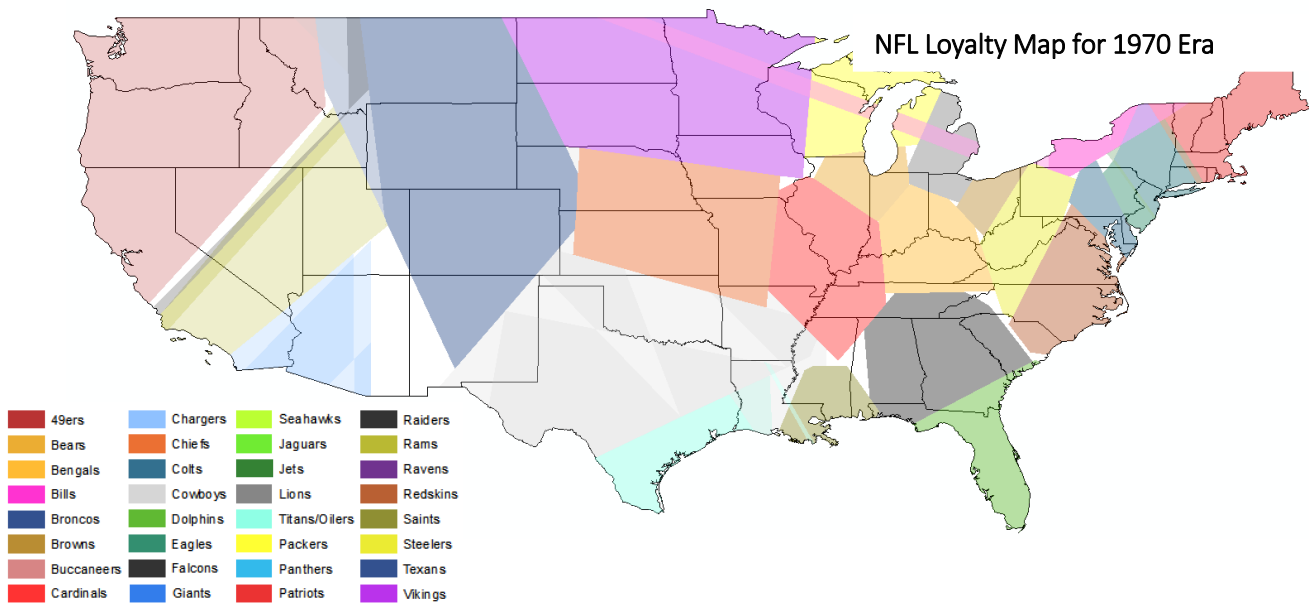 NFL Loyalty Map for 1970 Era
49ers Chargers Seahawks Raiders
Bears Chiefs Jaguars Rams
Bengals Colts Jets Ravens
Bills Cowboys Lions Redskins
Broncos Dolphins Titans/Oilers Saints
Browns Eagles Packers Steelers
Buccaneers Falcons Panthers Texans
Cardinals Giants Patriots Vikings